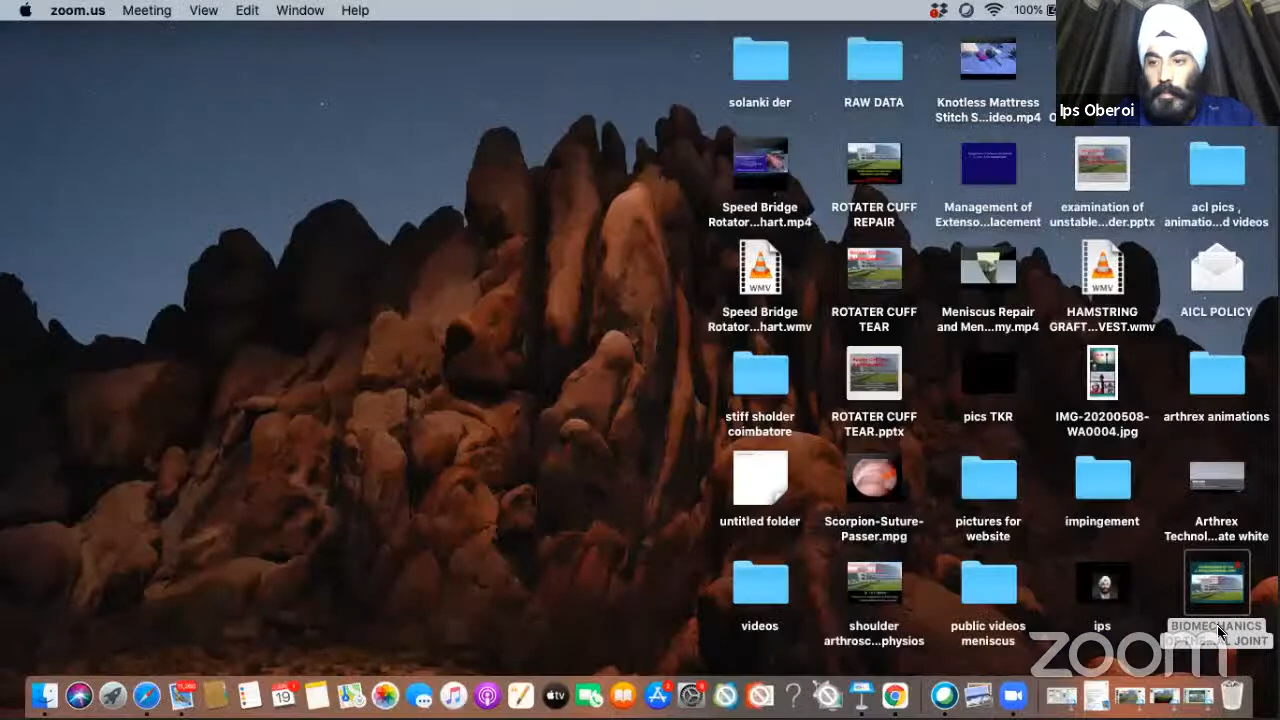 zoom.us Meeting View Edit Window Help
100%
Ips Oberoi
solanki der
RAW DATA
Knotless Mattress
Stitch S...ideo.mp4
Speed Bridge
Rotator...hart.mp4
ROTATER CUFF
REPAIR
Management of
Extenso...lacement
examination of
unstable...der.pptx
acl pics ,
animatio...d videos
WMV
Speed Bridge
Rotator...hart.wmv
ROTATER CUFF
TEAR
Meniscus Repair
and Men...my.mp4
WMV
HAMSTRING
GRAFT...VEST.wmv
AICL POLICY
stiff sholder
coimbatore
ROTATER CUFF
TEAR.pptx
pics TKR
IMG-20200508-
WA0004.jpg
arthrex animations
untitled folder
Scorpion-Suture-
Passer.mpg
pictures for
website
impingement
Arthrex
Technol...ate white
videos
shoulder
arthrosc...physios
public videos
meniscus
ips
BIOMECHANICS
JOINT
zoom
19
tv